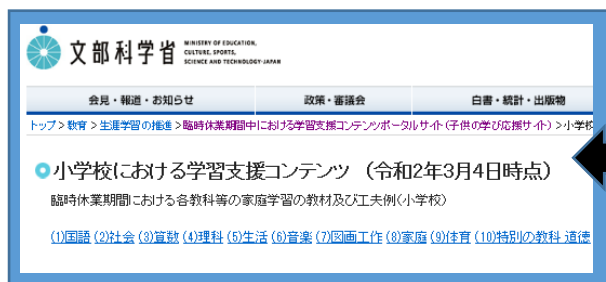 文部科学省
MINISTRY OF EDUCATION,
CULTURE, SPORTS,
SCIENCE AND TECHNOLOGY-JAPAN
会見・報道・お知らせ 政策・審議会 白書・統計・出版物
トップ > 教育 > 生涯学習の推進 > 臨時休業期間中における学習支援コンテンツポータルサイト(子供の学び応援サイト) > 小学校
小学校における学習支援コンテンツ （令和2年3月4日時点）
臨時休業期間における各教科等の家庭学習の教材及び工夫例(小学校)
(1)国語 (2)社会 (3)算数 (4)理科 (5)生活 (6)音楽 (7)図画工作 (8)家庭 (9)体育 (10)特別の教科 道徳